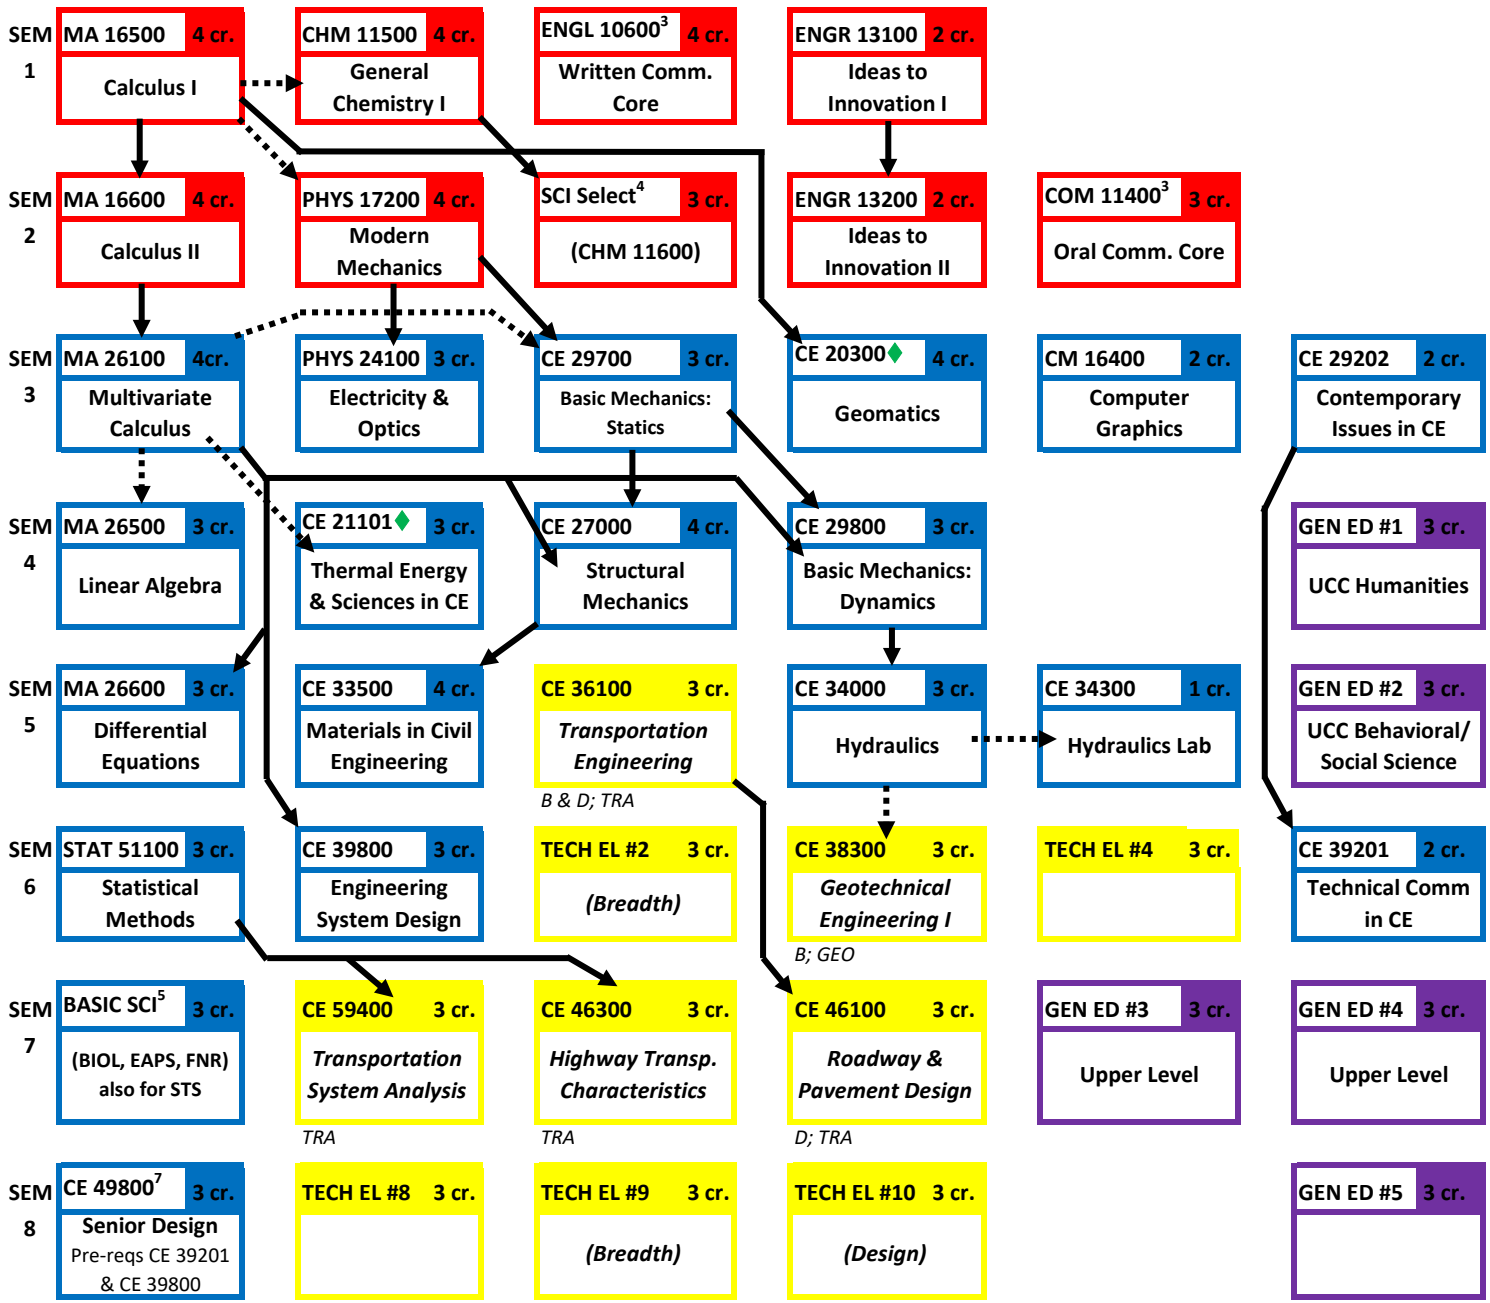 SEM 1
MA 16500 4 cr.
Calculus I
CHM 11500 4 cr.
General
Chemistry I
ENGL 10600³ 4 cr.
Written Comm.
Core
ENGR 13100 2 cr.
Ideas to
Innovation I
SEM 2
MA 16600 4 cr.
Calculus II
PHYS 17200 4 cr.
Modern
Mechanics
SCI Select⁴ 3 cr.
(CHM 11600)
ENGR 13200 2 cr.
Ideas to
Innovation II
COM 11400³ 3 cr.
Oral Comm. Core
SEM 3
MA 26100 4cr.
Multivariate
Calculus
PHYS 24100 3 cr.
Electricity &
Optics
CE 29700 3 cr.
Basic Mechanics:
Statics
CE 20300♦ 4 cr.
Geomatics
CM 16400 2 cr.
Computer
Graphics
CE 29202 2 cr.
Contemporary
Issues in CE
SEM 4
MA 26500 3 cr.
Linear Algebra
CE 21101♦ 3 cr.
Thermal Energy
& Sciences in CE
CE 27000 4 cr.
Structural
Mechanics
CE 29800 3 cr.
Basic Mechanics:
Dynamics
GEN ED #1 3 cr.
UCC Humanities
SEM 5
MA 26600 3 cr.
Differential
Equations
CE 33500 4 cr.
Materials in Civil
Engineering
CE 36100 3 cr.
Transportation
Engineering
B & D; TRA
CE 34000 3 cr.
Hydraulics
CE 34300 1 cr.
Hydraulics Lab
GEN ED #2 3 cr.
UCC Behavioral/
Social Science
SEM 6
STAT 51100 3 cr.
Statistical
Methods
CE 39800 3 cr.
Engineering
System Design
TECH EL #2 3 cr.
(Breadth)
CE 38300 3 cr.
Geotechnical
Engineering I
B; GEO
TECH EL #4 3 cr.
CE 39201 2 cr.
Technical Comm
in CE
SEM 7
BASIC SCI⁵ 3 cr.
(BIOL, EAPS, FNR)
also for STS
CE 59400 3 cr.
Transportation
System Analysis
TRA
CE 46300 3 cr.
Highway Transp.
Characteristics
TRA
CE 46100 3 cr.
Roadway &
Pavement Design
D; TRA
GEN ED #3 3 cr.
Upper Level
GEN ED #4 3 cr.
Upper Level
SEM 8
CE 49800⁷ 3 cr.
Senior Design
Pre-reqs CE 39201
& CE 39800
TECH EL #8 3 cr.
TECH EL #9 3 cr.
(Breadth)
TECH EL #10 3 cr.
(Design)
GEN ED #5 3 cr.